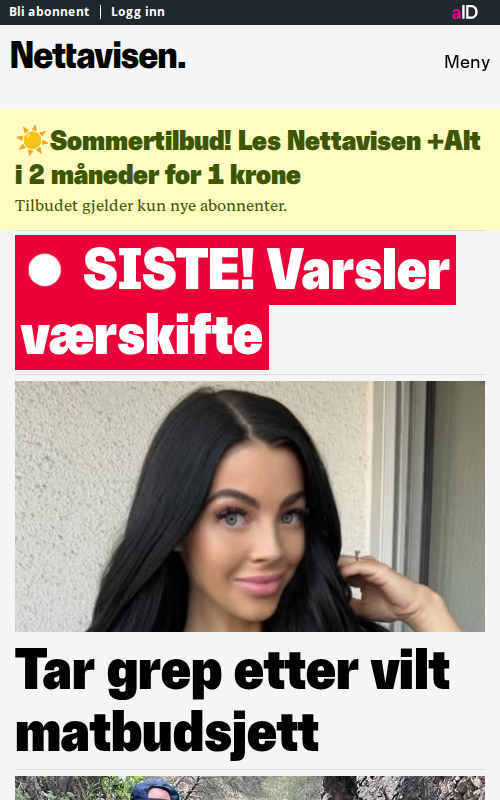 Bli abonnent
Logg inn
aID
Nettavisen.
Meny
☀️Sommertilbud! Les Nettavisen +Alt
i 2 måneder for 1 krone
Tilbudet gjelder kun nye abonnenter.
SISTE! Varsler
værskifte
Tar grep etter vilt
matbudsjett